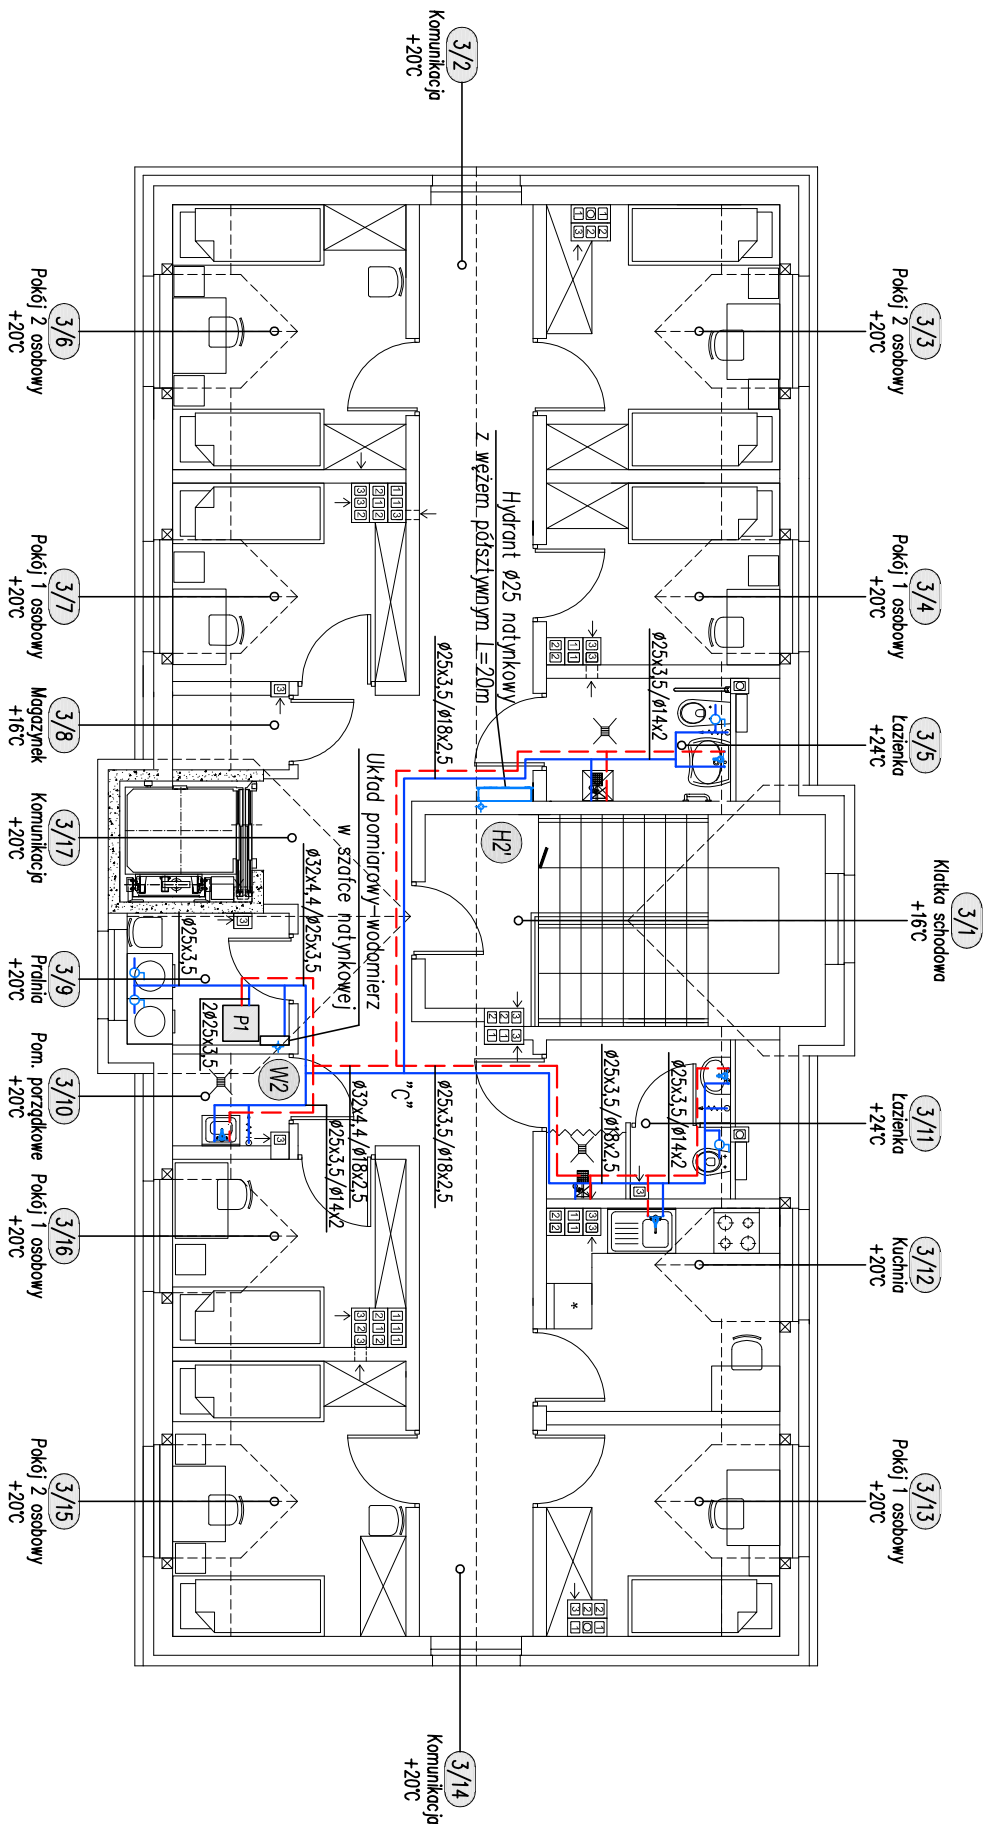 3/2
Komunikacja
+20°C
3/3
Pokój 2 osobowy
+20°C
3/4
Pokój 1 osobowy
+20°C
3/5
Łazienka
+24°C
3/1
Klatka schodowa
+16°C
3/11
Łazienka
+24°C
3/12
Kuchnia
+20°C
3/13
Pokój 1 osobowy
+20°C
3/14
Komunikacja
+20°C
Hydrant ø25 natynkowy
z wężem półsztywnym L=20m
ø25x3,5/ø14x2
ø25x3,5/ø18x2,5
H2'
Układ pomiarowy-wodomierz
w szafce natynkowej
ø32x4,4/ø25x3,5
ø25x3,5
2ø25x3,5
P1
W2
"C"
ø25x3,5/ø18x2,5
ø32x4,4/ø18x2,5
ø25x3,5/ø14x2
ø25x3,5/ø18x2,5
ø25x3,5/ø14x2
3/6
Pokój 2 osobowy
+20°C
3/7
Pokój 1 osobowy
+20°C
3/8
Magazynek
+16°C
3/17
Komunikacja
+20°C
3/9
Pralnia
+20°C
3/10
Pom. porządkowe
+20°C
3/16
Pokój 1 osobowy
+20°C
3/15
Pokój 2 osobowy
+20°C